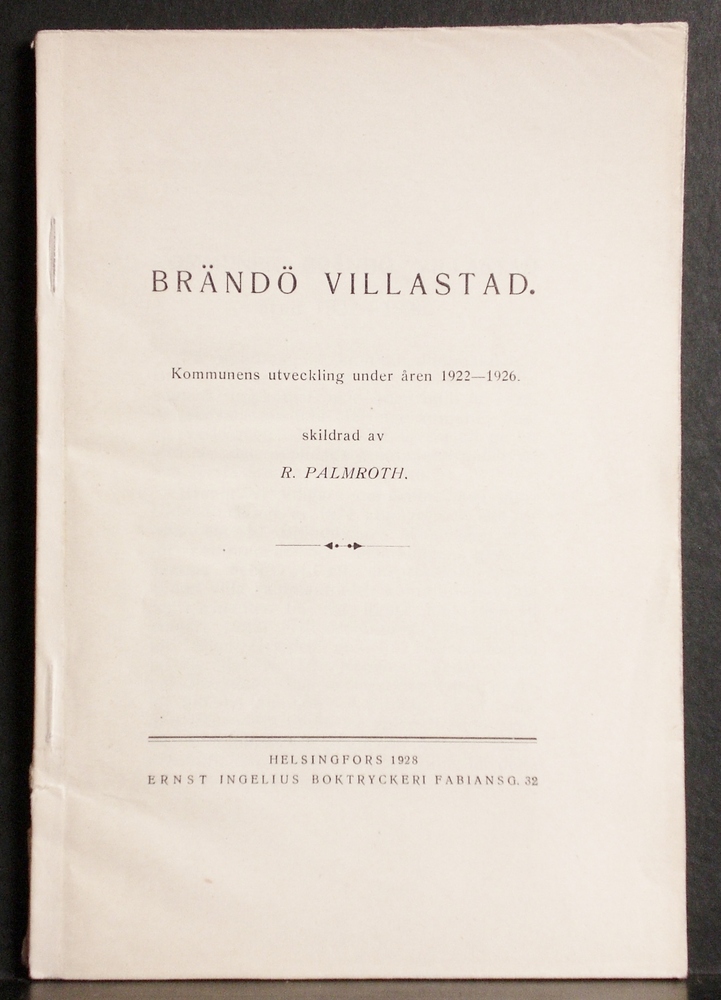 BRÄNDÖ VILLASTAD.
Kommunens utveckling under åren 1922—1926.
skildrad av
R. PALMROTH.
HELSINGFORS 1928
ERNST INGELIUS BOKTRYCKERI FABIANSG. 32